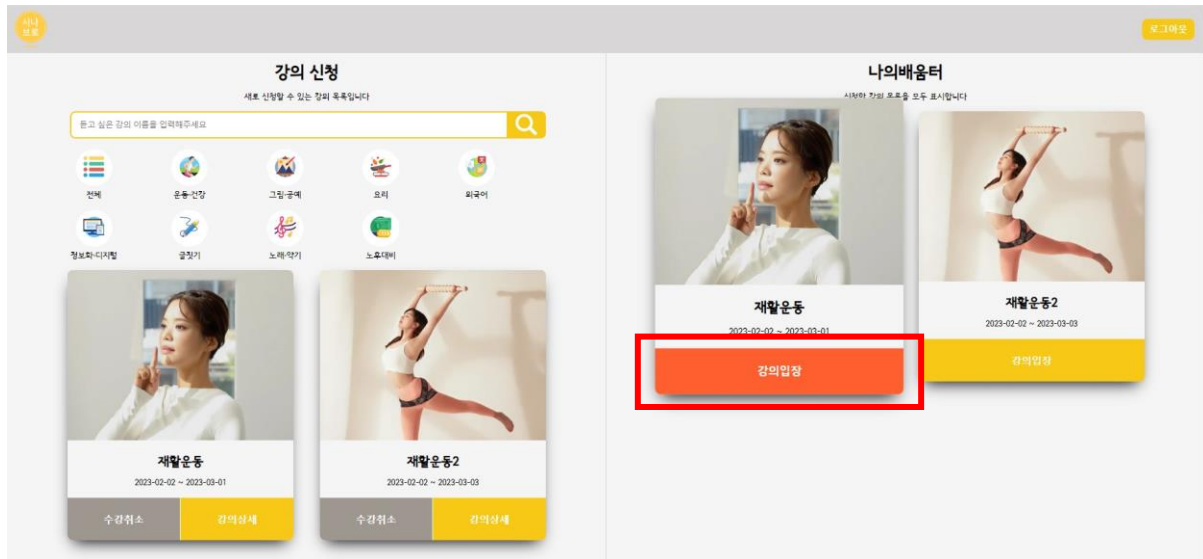 시나
브로
로그아웃
강의 신청
새로 신청할 수 있는 강의 목록입니다
듣고 싶은 강의 이름을 입력해주세요
전체
운동·건강
그림·공예
요리
외국어
정보화·디지털
글짓기
노래·악기
노후대비
재활운동
2023-02-02 ~ 2023-03-01
수강취소
강의상세
재활운동2
2023-02-02 ~ 2023-03-03
수강취소
강의상세
나의배움터
신청한 강의 목록을 모두 표시합니다
재활운동
2023-02-02 ~ 2023-03-01
강의입장
재활운동2
2023-02-02 ~ 2023-03-03
강의입장